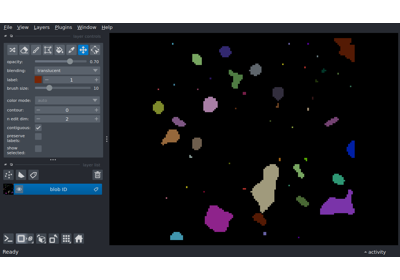 File View Layers Plugins Window Help
opacity: 0.70
blending: translucent
label: 1
brush size: 10
color mode:
contour: 0
n edit dim: 2
contiguous:
preserve labels:
show selected:
blob ID
Ready
activity